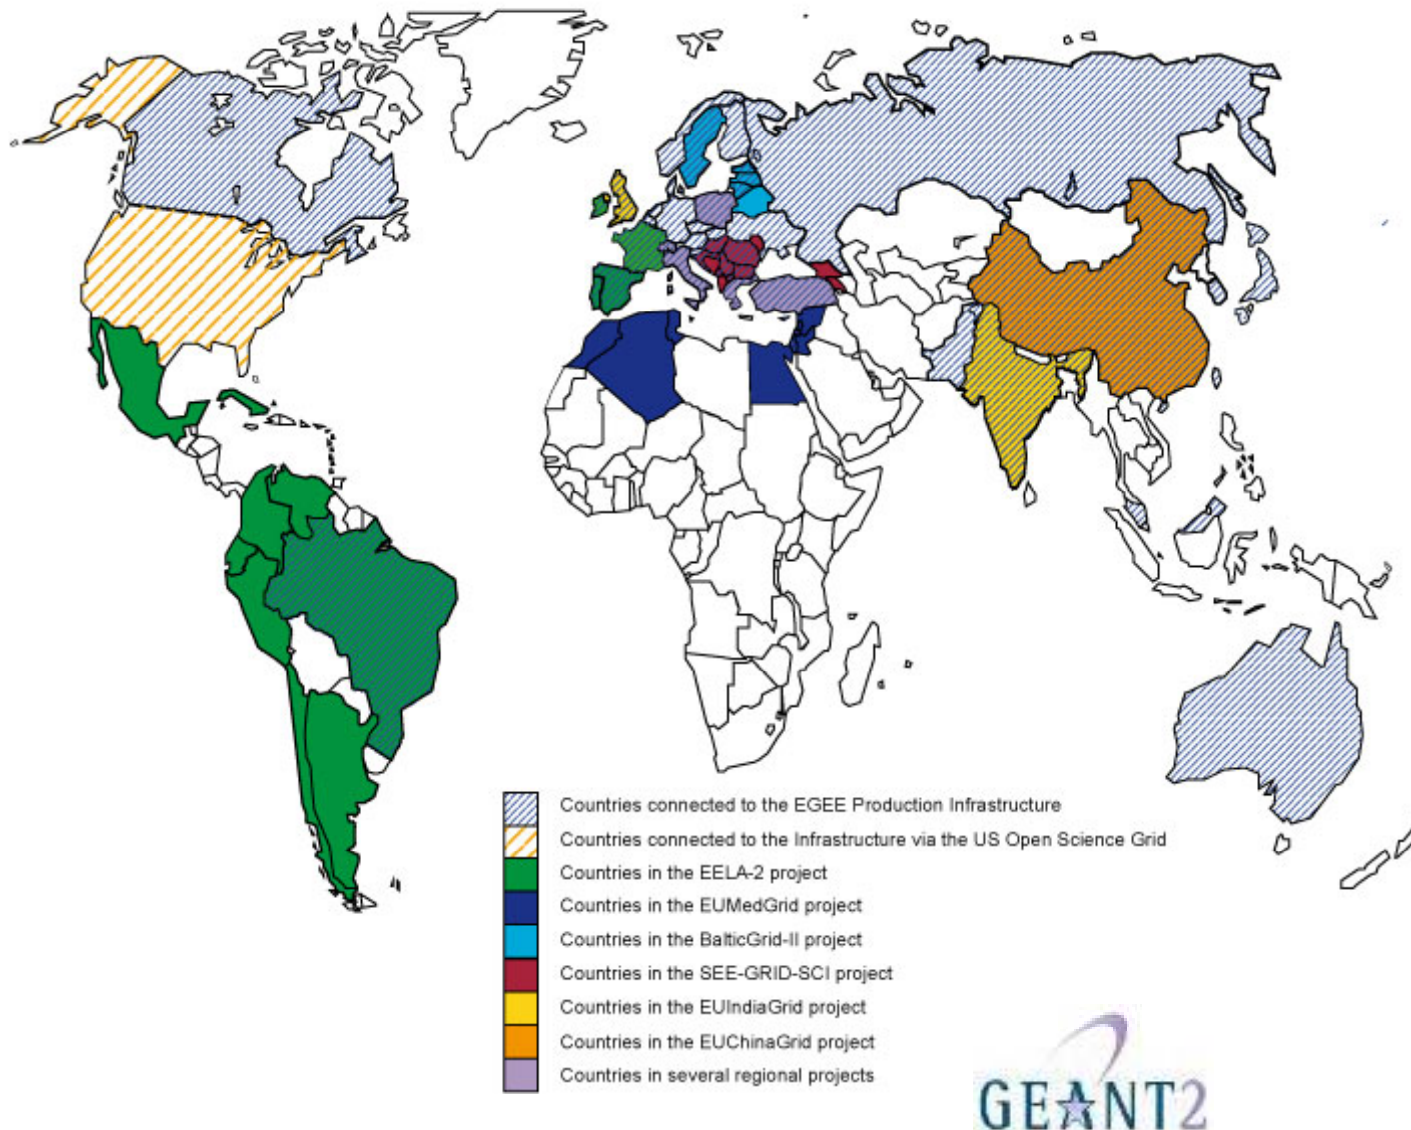 Countries connected to the EGEE Production Infrastructure
Countries connected to the Infrastructure via the US Open Science Grid
Countries in the EELA-2 project
Countries in the EUMedGrid project
Countries in the BalticGrid-II project
Countries in the SEE-GRID-SCI project
Countries in the EUIndiaGrid project
Countries in the EUChinaGrid project
Countries in several regional projects
GEANT2